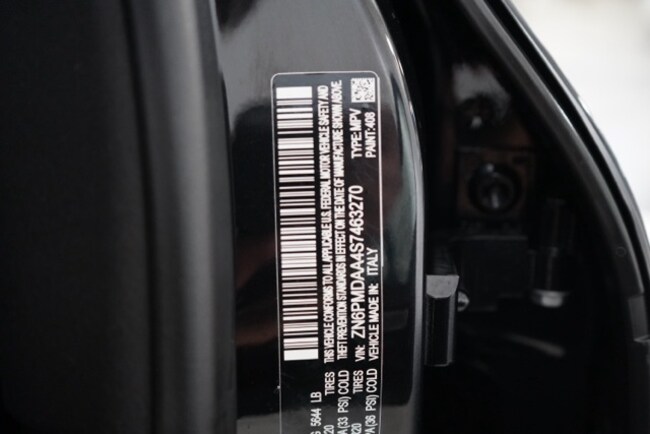 THIS VEHICLE CONFORMS TO ALL APPLICABLE U.S. FEDERAL MOTOR VEHICLE SAFETY AND
THEFT PREVENTION STANDARDS IN EFFECT ON THE DATE OF MANUFACTURE SHOWN ABOVE.
VIN: ZN6PMDAA4S7463270 TYPE: MPV
VEHICLE MADE IN: ITALY PAINT: 408
5644 LB
TIRES
(33 PSI) COLD
TIRES
(36 PSI) COLD